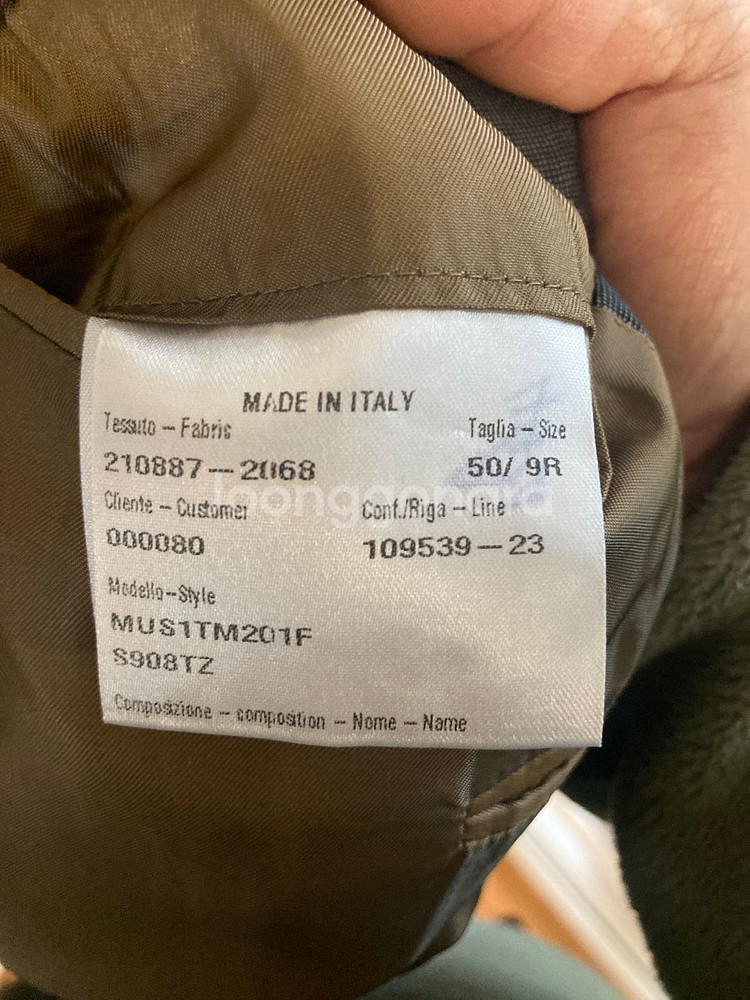 MADE IN ITALY
Tessuto – Fabric Taglia – Size
210887 – 2068 50/ 9R
Cliente – Customer Conf./Riga – Line
000080 109539 – 23
Modello – Style
MUS1TM201F
S908TZ
Composizione – composition – Nome – Name
Joonggonara